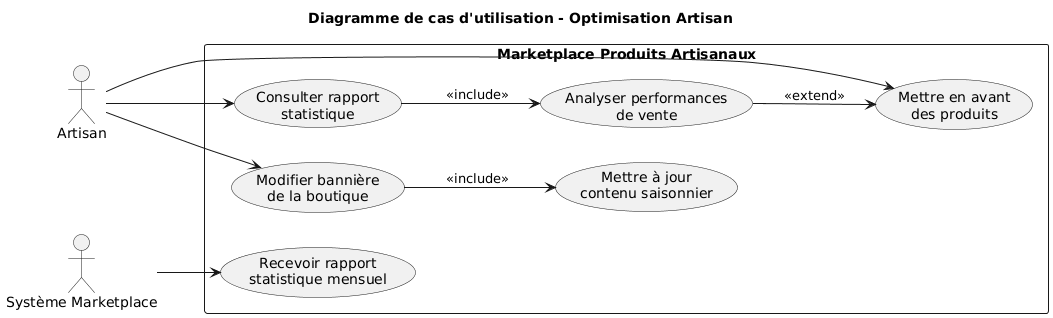 Diagramme de cas d'utilisation - Optimisation Artisan
Marketplace Produits Artisanaux
Artisan
Consulter rapport
statistique
«include»
Analyser performances
de vente
«extend»
Mettre en avant
des produits
Modifier bannière
de la boutique
«include»
Mettre à jour
contenu saisonnier
Système Marketplace
Recevoir rapport
statistique mensuel